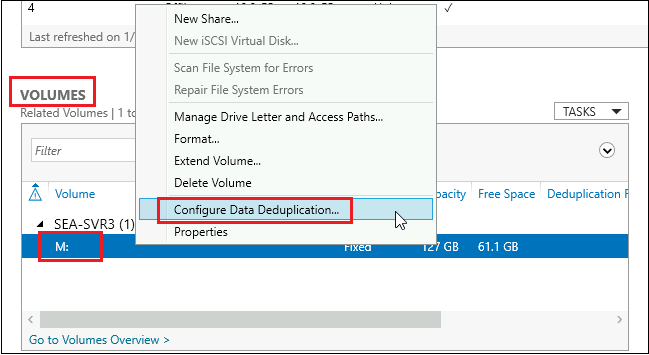 4
New Share...
New iSCSI Virtual Disk...
Last refreshed on 1/
Scan File System for Errors
Repair File System Errors
VOLUMES
Related Volumes | 1 to
TASKS
Manage Drive Letter and Access Paths...
Filter
Format...
Extend Volume...
Delete Volume
Volume
Configure Data Deduplication...
pacity Free Space Deduplication
SEA-SVR3 (1)
Properties
M: Fixed 127 GB 61.1 GB
Go to Volumes Overview >